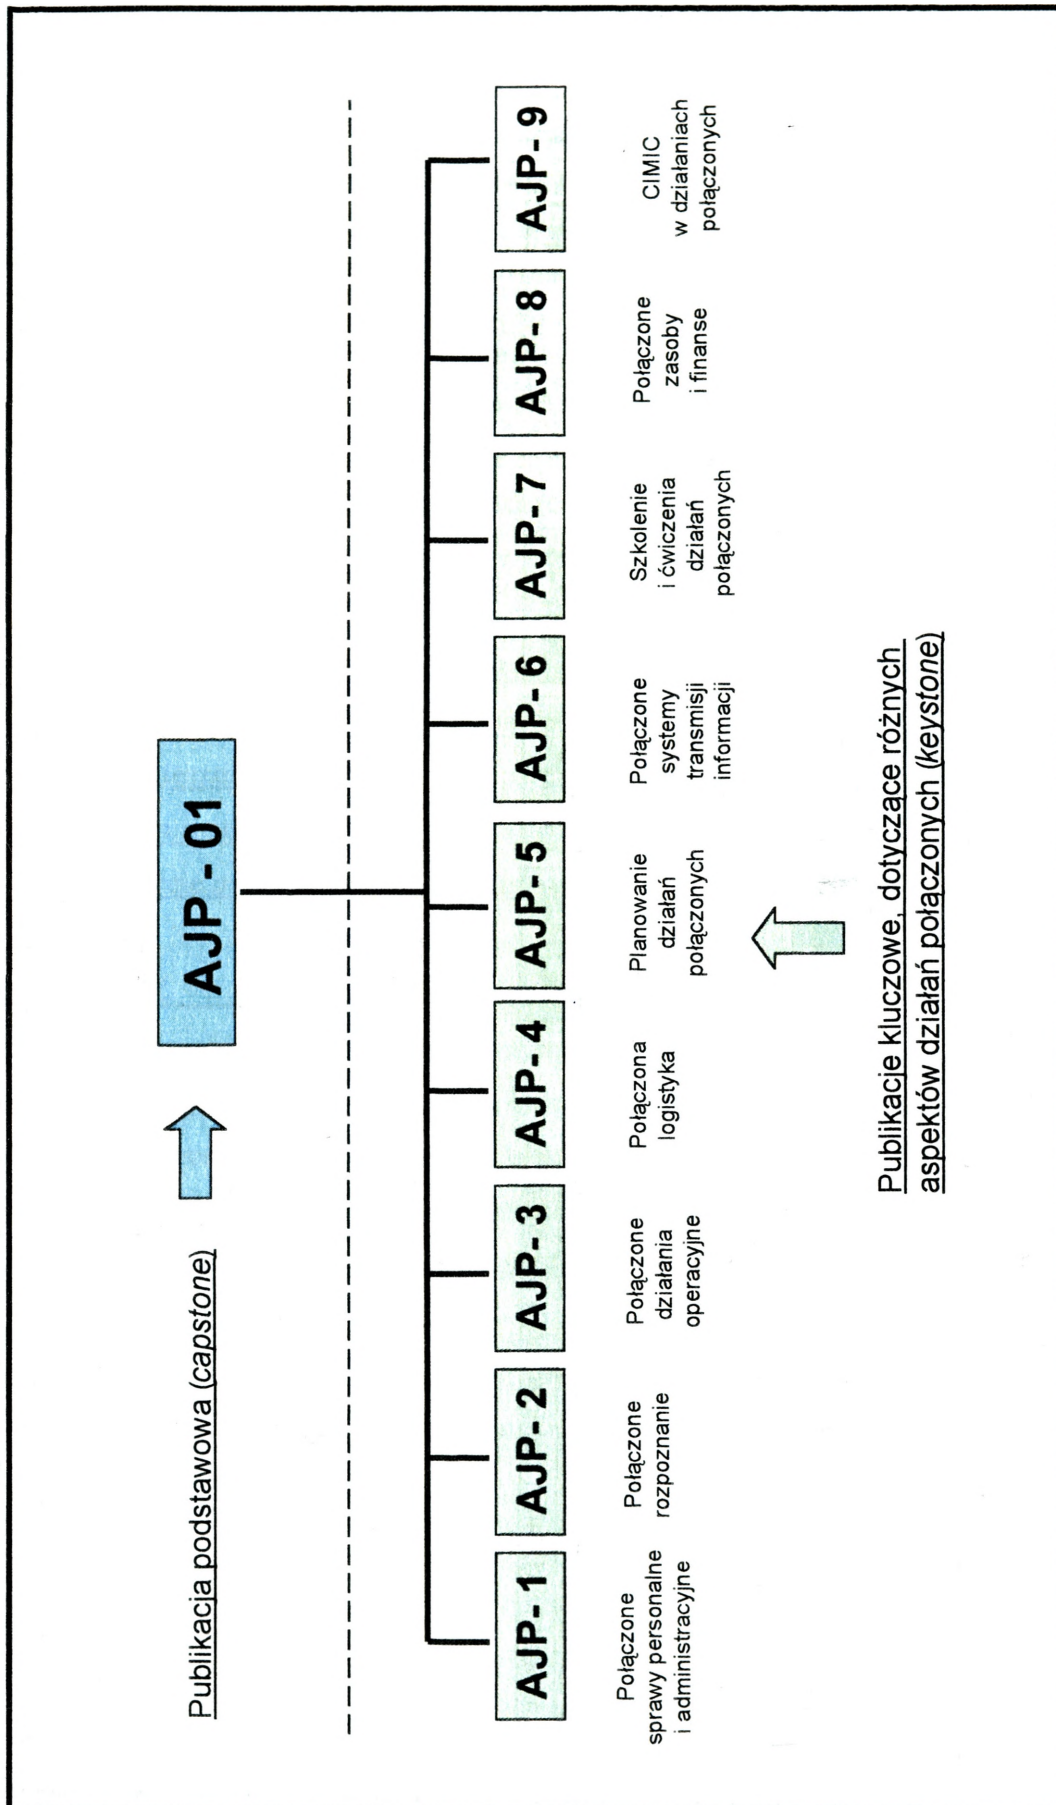 Publikacja podstawowa (capstone)
AJP - 01
AJP- 1
AJP- 2
AJP- 3
AJP- 4
AJP- 5
AJP- 6
AJP- 7
AJP- 8
AJP- 9
Połączone
sprawy personalne
i administracyjne
Połączone
rozpoznanie
Połączone
działania
operacyjne
Połączona
logistyka
Planowanie
działań
połączonych
Połączone
systemy
transmisji
informacji
Szkolenie
i ćwiczenia
działań
połączonych
Połączone
zasoby
i finanse
CIMIC
w działaniach
połączonych
Publikacje kluczowe, dotyczące różnych
aspektów działań połączonych (keystone)